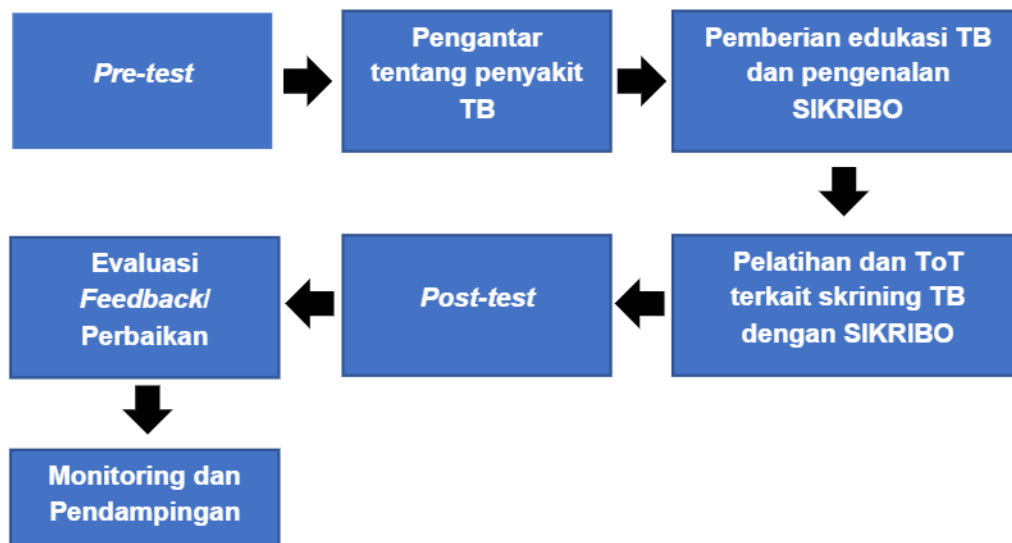 Pre-test
Pengantar
tentang penyakit
TB
Pemberian edukasi TB
dan pengenalan
SIKRIBO
Pelatihan dan ToT
terkait skrining TB
dengan SIKRIBO
Post-test
Evaluasi
Feedback/
Perbaikan
Monitoring dan
Pendampingan